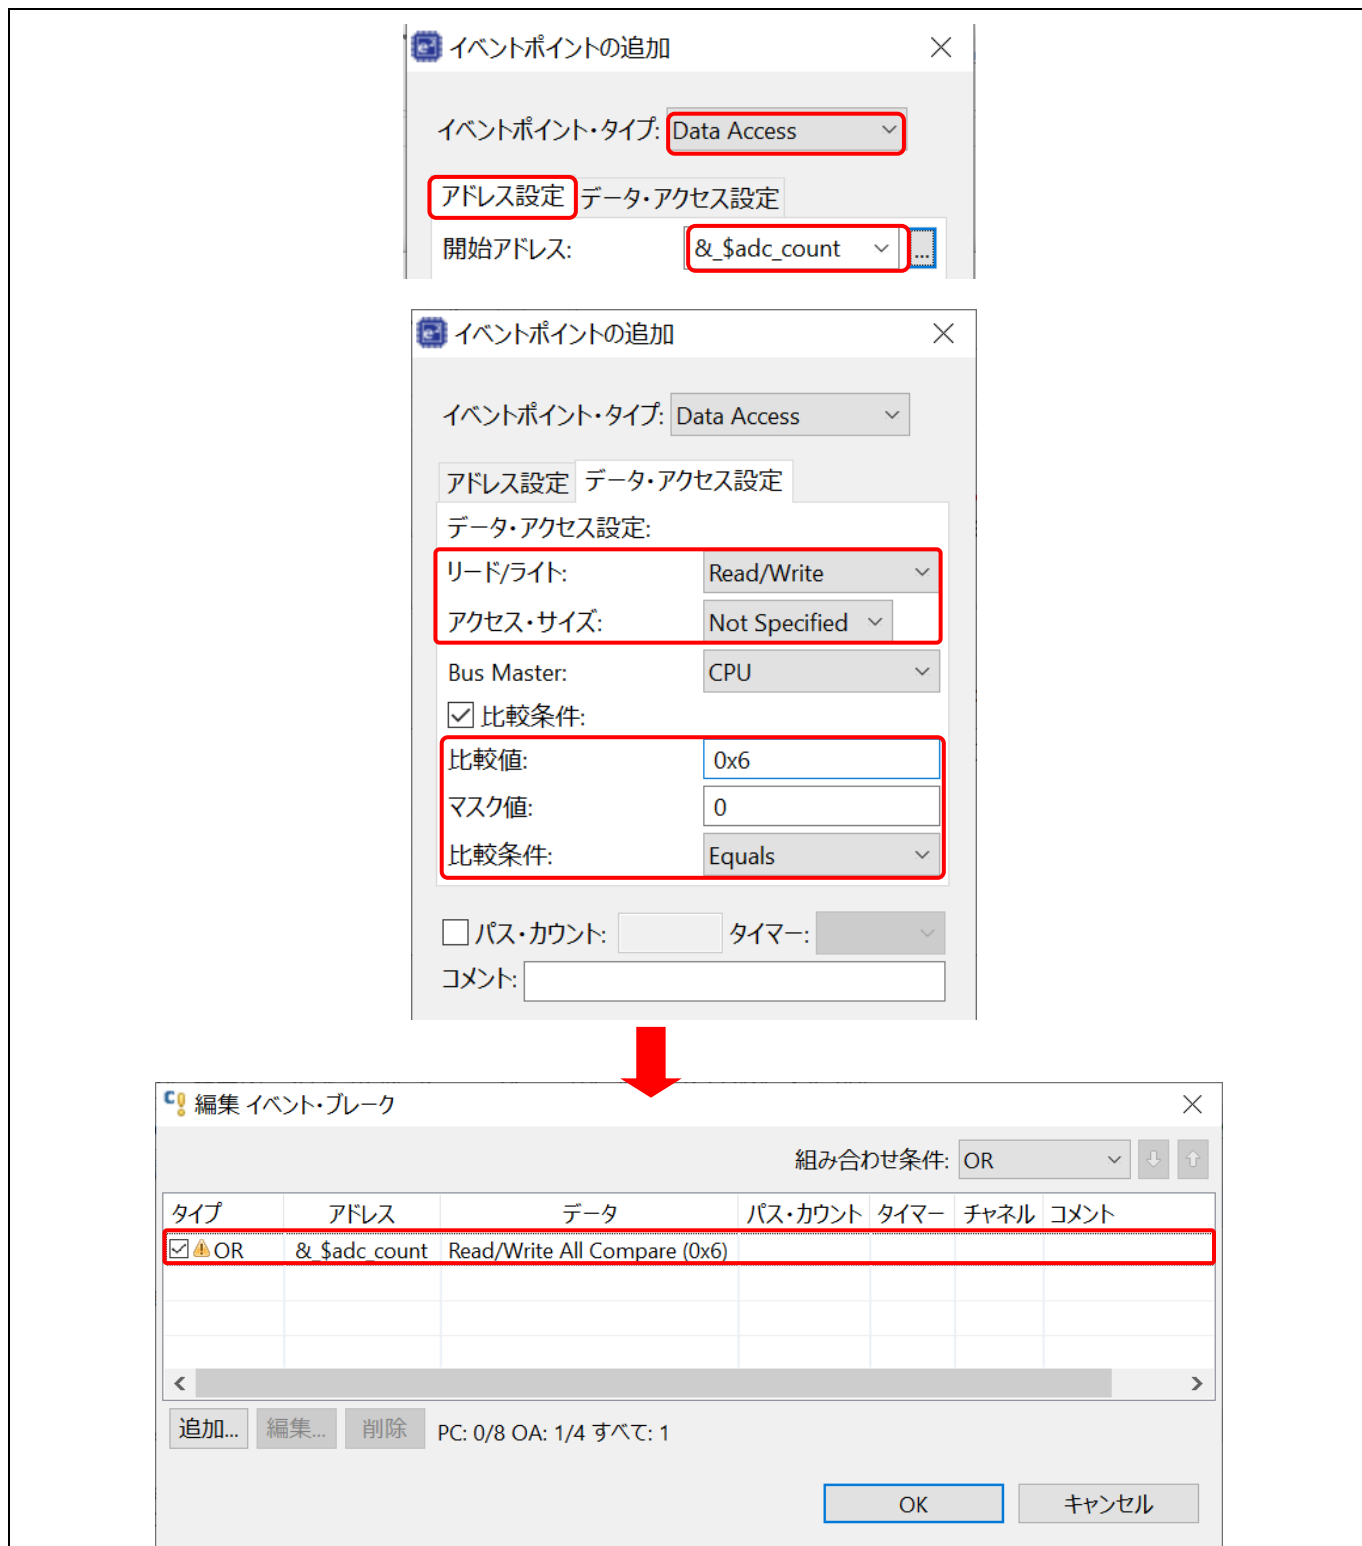 イベントポイントの追加
イベントポイント・タイプ: Data Access
アドレス設定 データ・アクセス設定
開始アドレス: &_$adc_count ...
イベントポイントの追加
イベントポイント・タイプ: Data Access
アドレス設定 データ・アクセス設定
データ・アクセス設定:
リード/ライト: Read/Write
アクセス・サイズ: Not Specified
Bus Master: CPU
比較条件:
比較値: 0x6
マスク値: 0
比較条件: Equals
パス・カウント: タイマー:
コメント:
編集 イベント・ブレーク
組み合わせ条件: OR
タイプ アドレス データ パス・カウント タイマー チャネル コメント
OR &_$adc_count Read/Write All Compare (0x6)
追加... 編集... 削除 PC: 0/8 OA: 1/4 すべて: 1
OK キャンセル